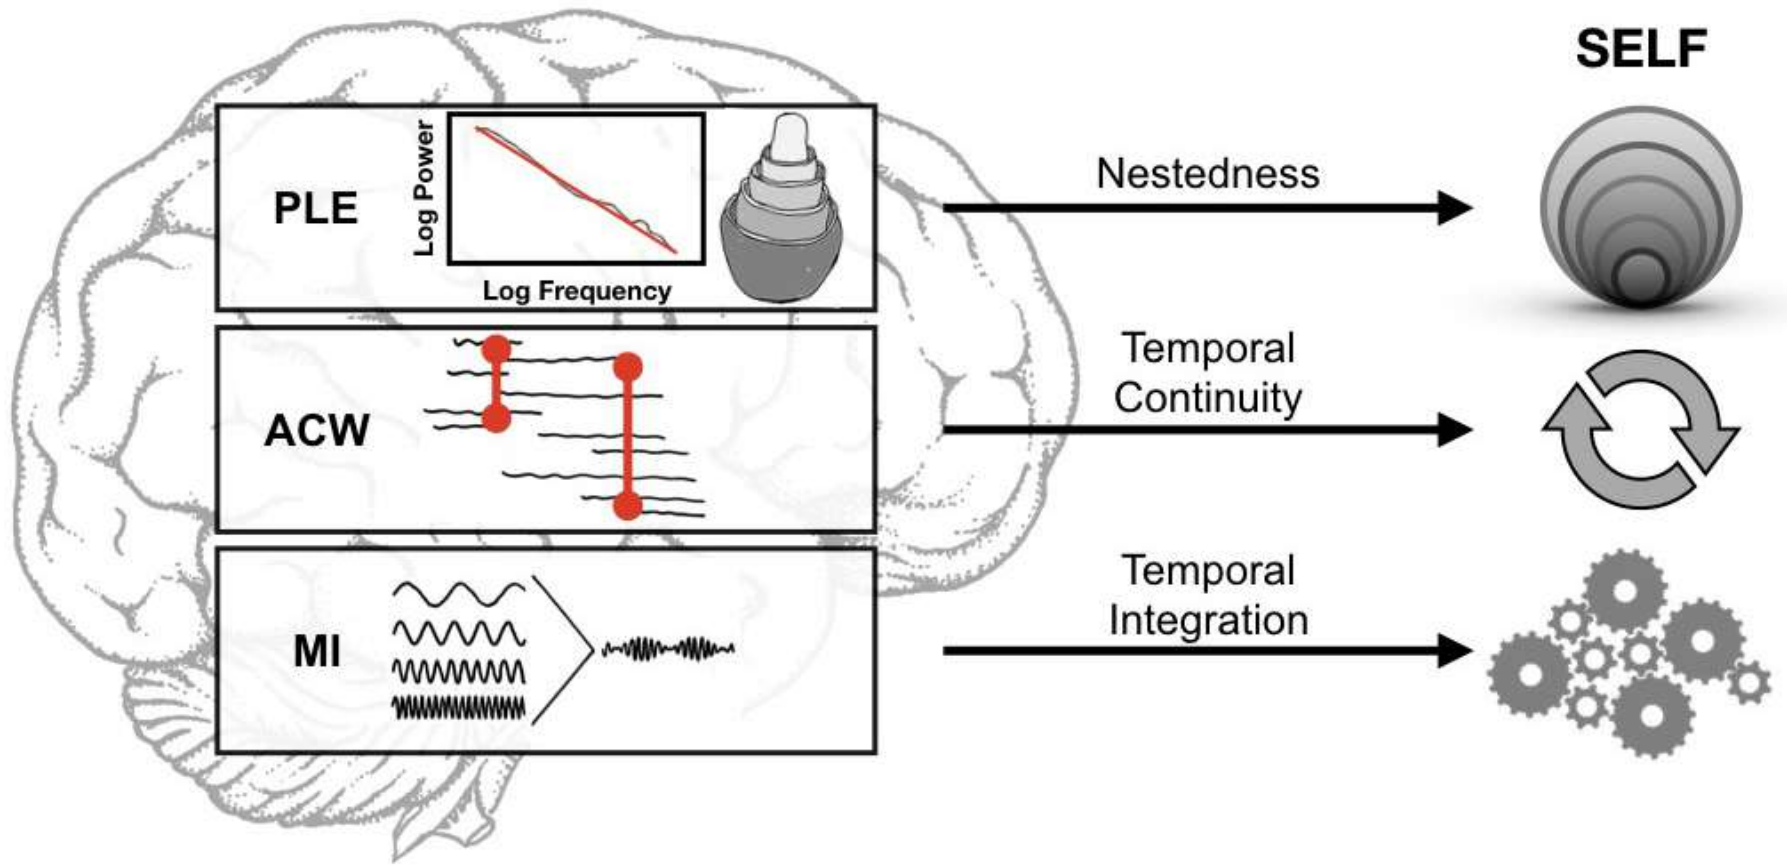 SELF
PLE
Log Power
Log Frequency
Nestedness
ACW
Temporal
Continuity
MI
Temporal
Integration